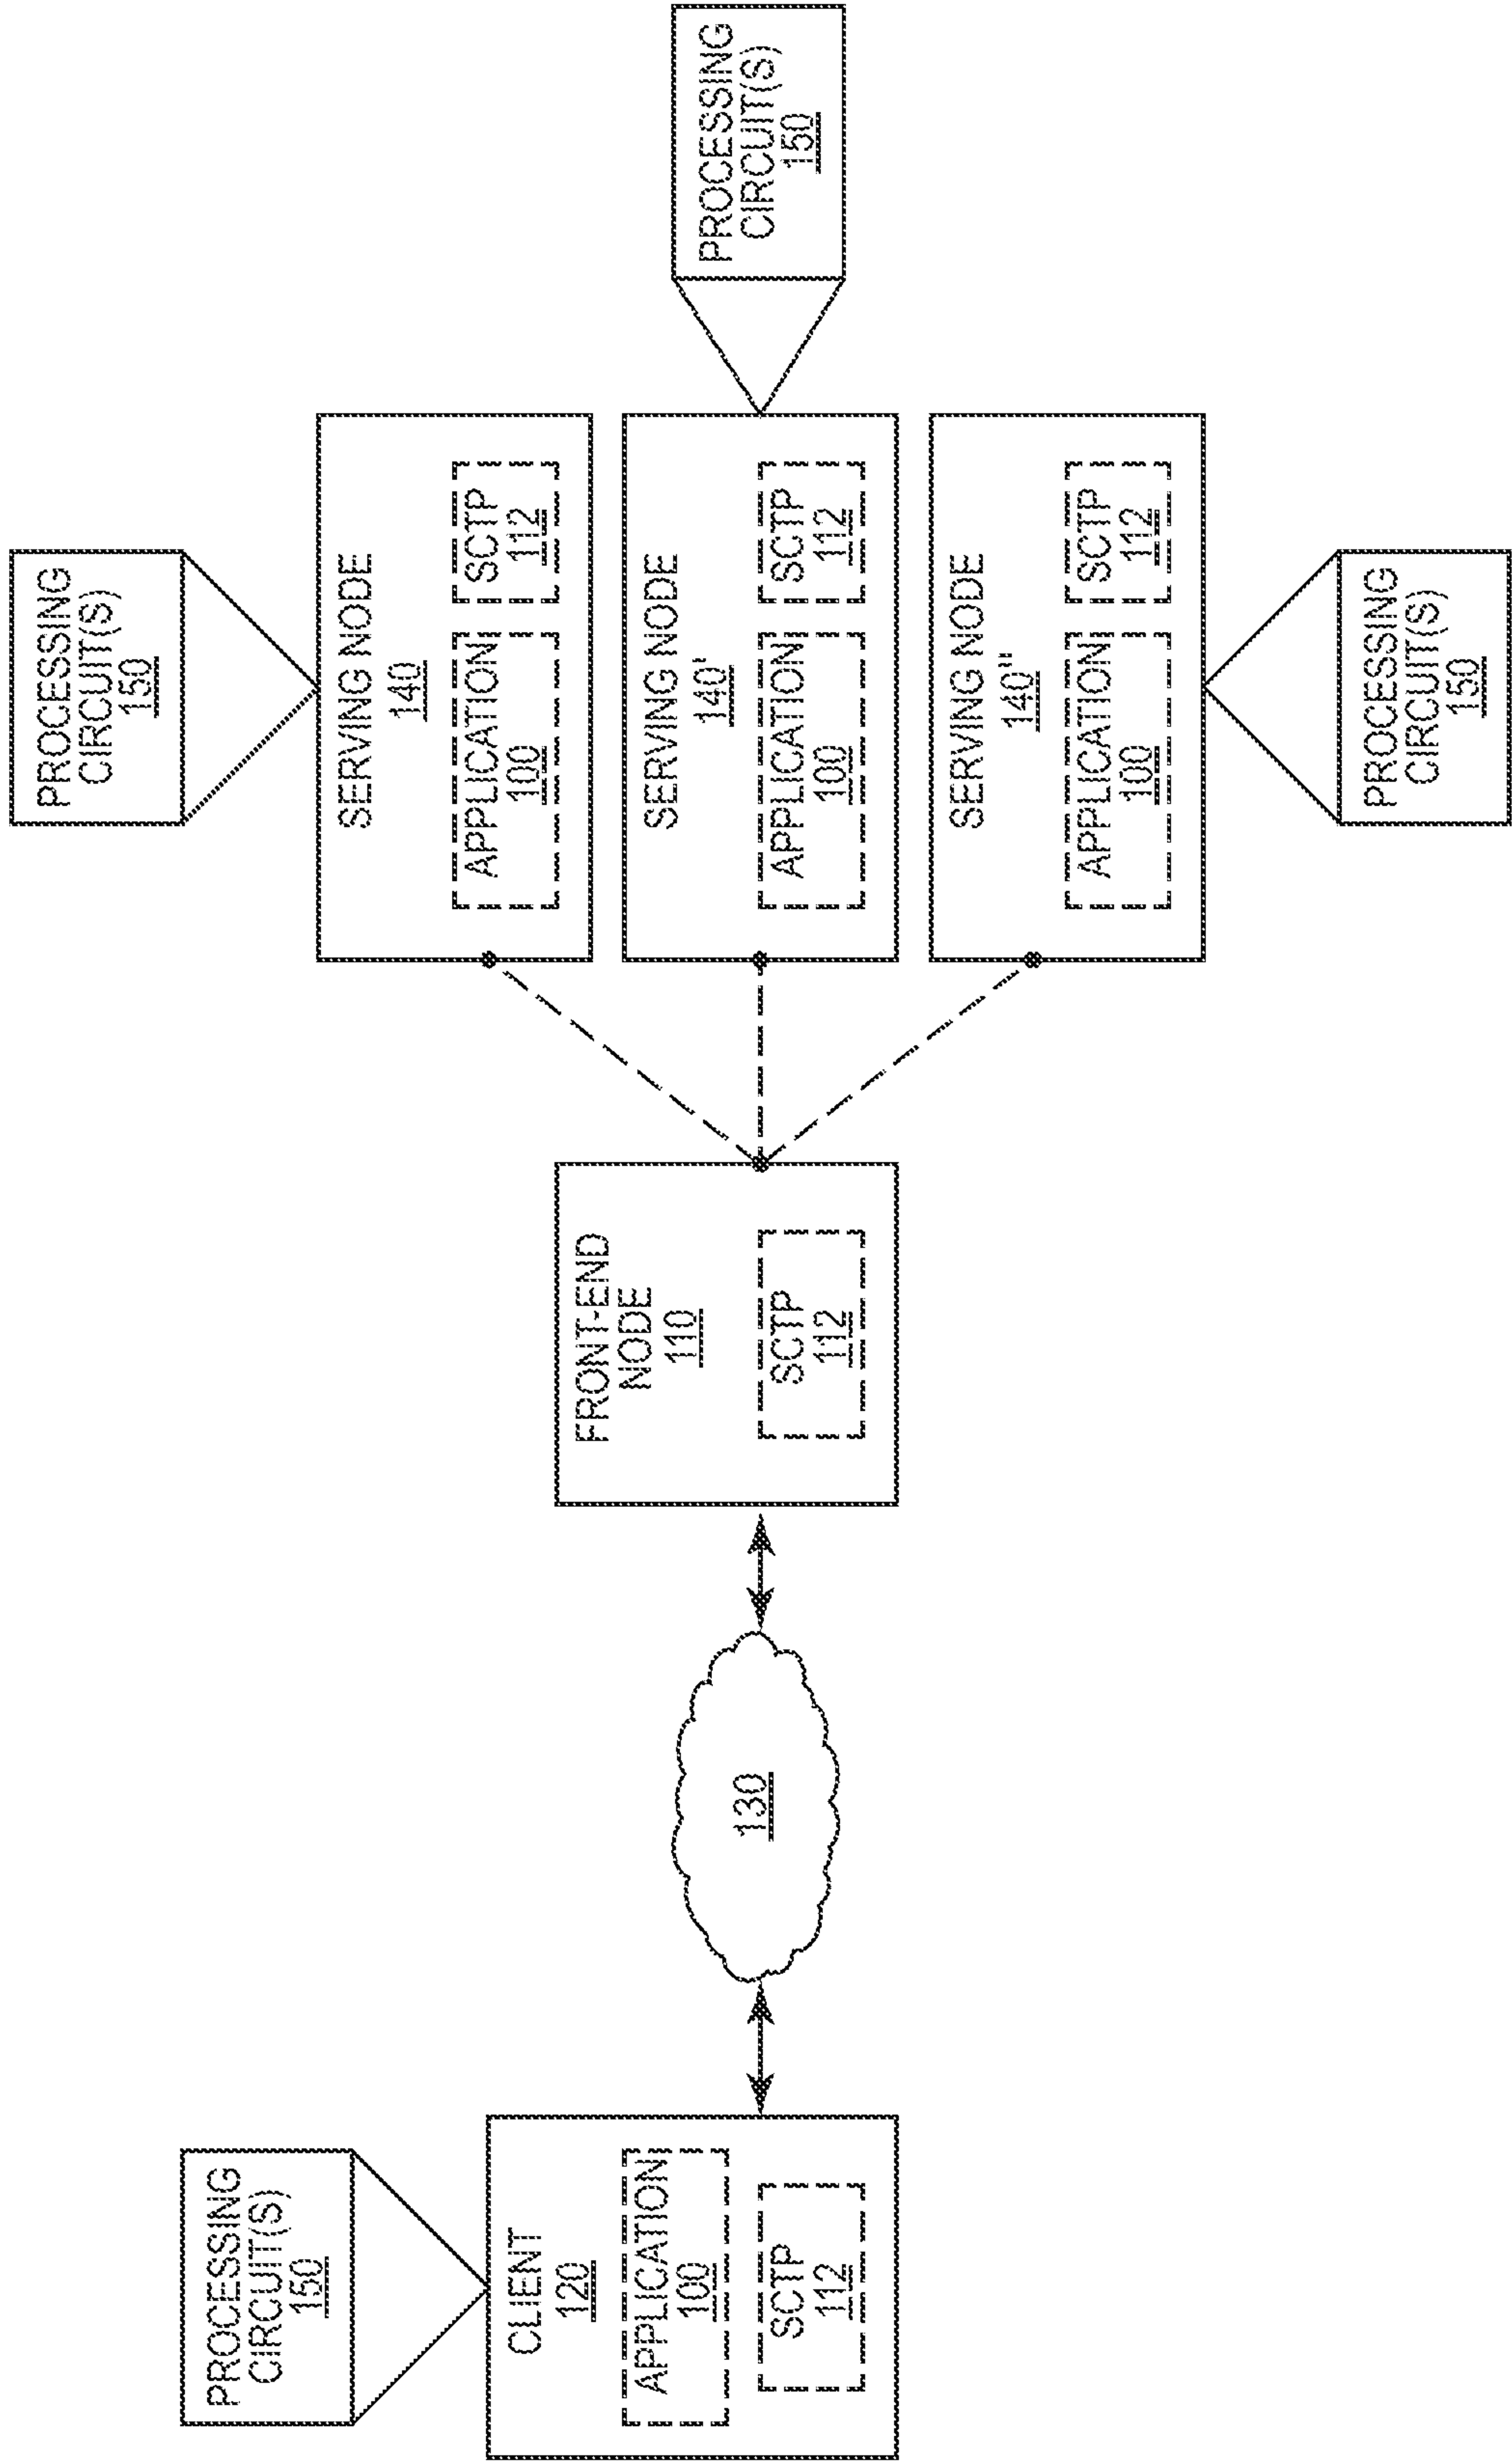 PROCESSING
CIRCUIT(S)
150
CLIENT
120
APPLICATION
100
SCTP
112
130
FRONT-END
NODE
110
SCTP
112
PROCESSING
CIRCUIT(S)
150
SERVING NODE
140
APPLICATION
100
SCTP
112
SERVING NODE
140'
APPLICATION
100
SCTP
112
PROCESSING
CIRCUIT(S)
150
SERVING NODE
140"
APPLICATION
100
SCTP
112
PROCESSING
CIRCUIT(S)
150